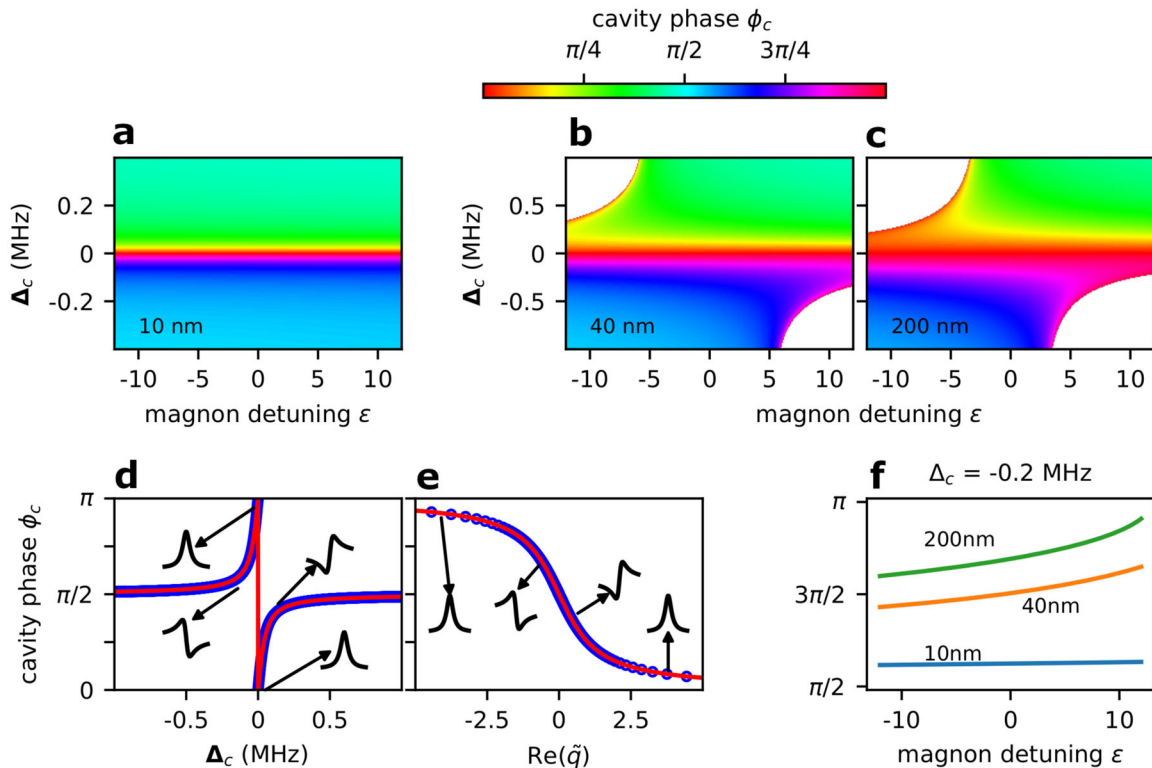 cavity phase ϕc
π/4 π/2 3π/4
a b c
Δc (MHz)
0.2
0
-0.2
10 nm
-10 -5 0 5 10
magnon detuning ε
Δc (MHz)
0.5
0
-0.5
40 nm
200 nm
-10 -5 0 5 10
-10 -5 0 5 10
magnon detuning ε
d e f
Δc = -0.2 MHz
cavity phase ϕc
π
π/2
0
-0.5 0 0.5
Δc (MHz)
-2.5 0 2.5
Re(q̃)
π
3π/2
π/2
200nm
40nm
10nm
-10 0 10
magnon detuning ε